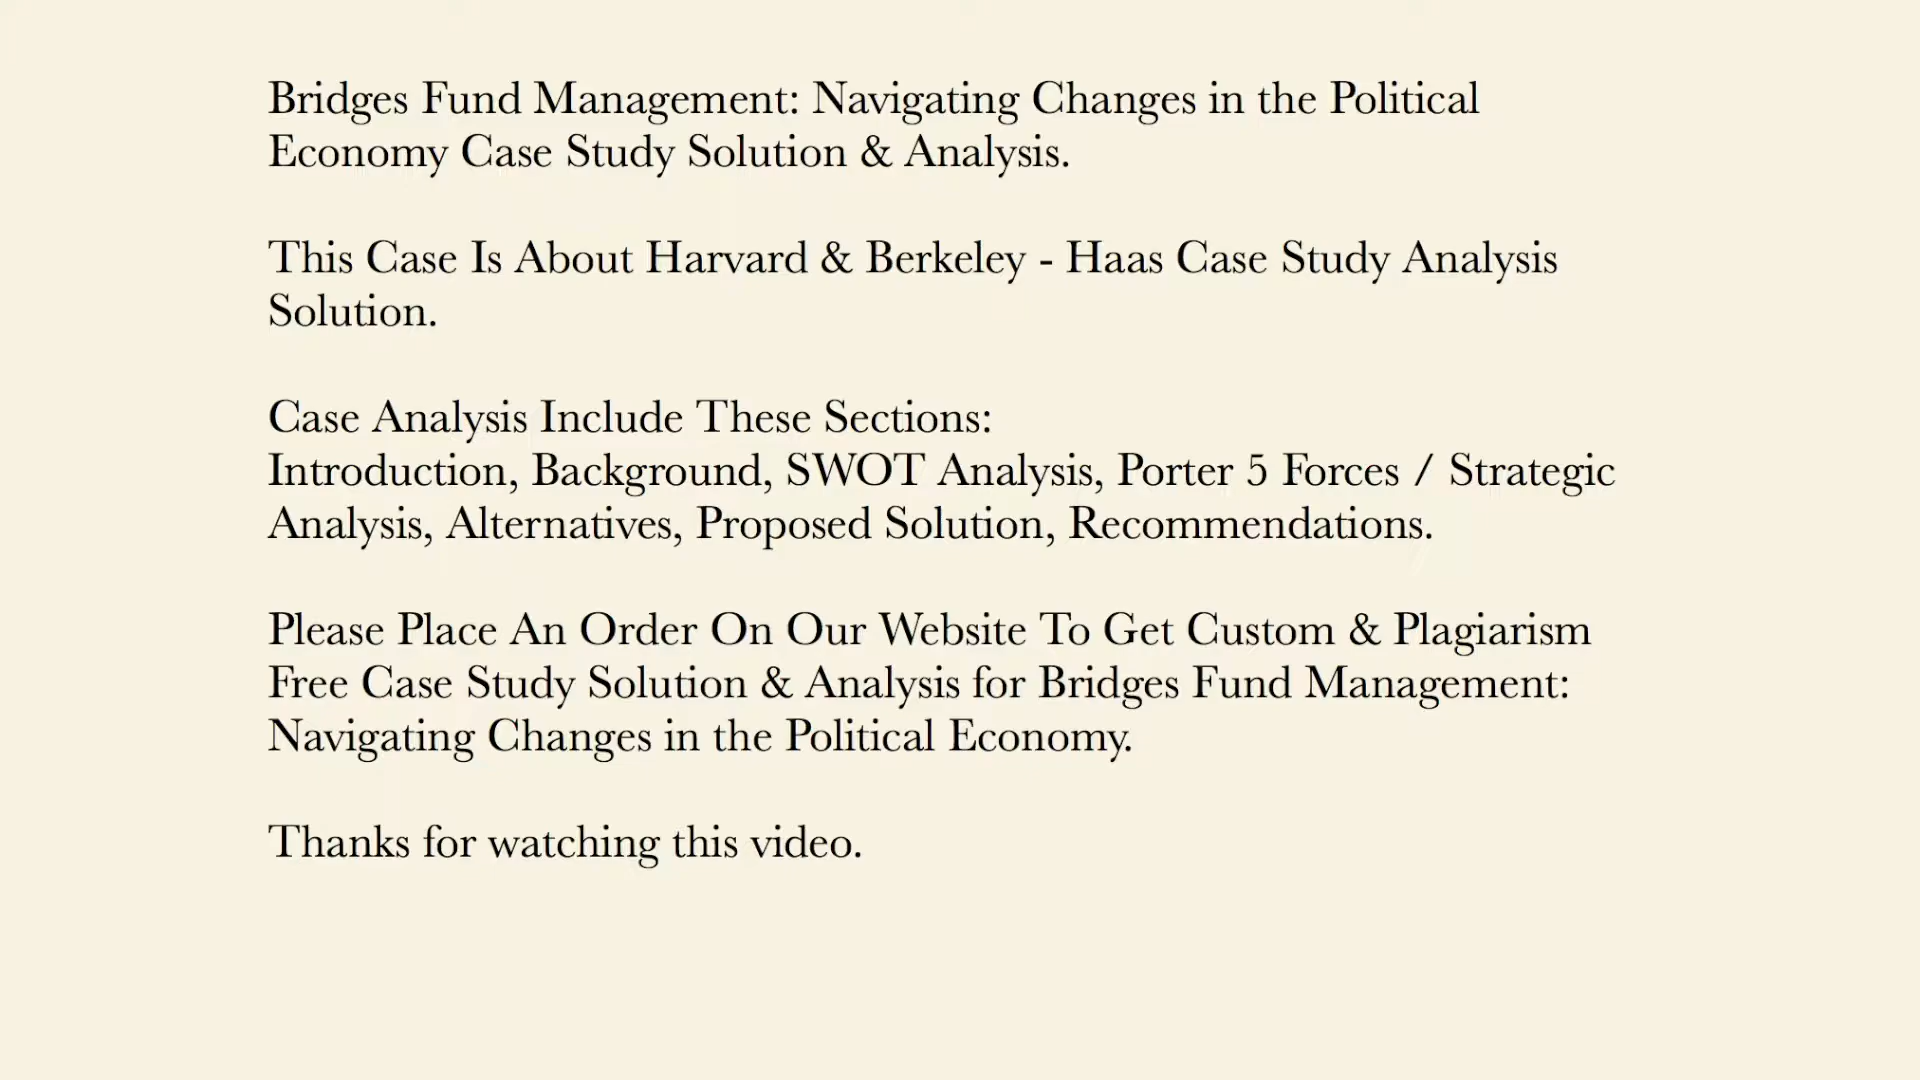 Bridges Fund Management: Navigating Changes in the Political
Economy Case Study Solution & Analysis.
This Case Is About Harvard & Berkeley - Haas Case Study Analysis
Solution.
Case Analysis Include These Sections:
Introduction, Background, SWOT Analysis, Porter 5 Forces / Strategic
Analysis, Alternatives, Proposed Solution, Recommendations.
Please Place An Order On Our Website To Get Custom & Plagiarism
Free Case Study Solution & Analysis for Bridges Fund Management:
Navigating Changes in the Political Economy.
Thanks for watching this video.